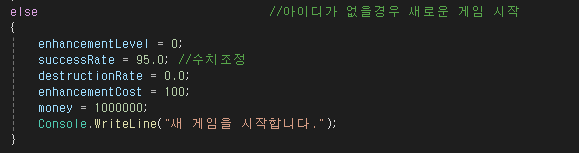 else //아이디가 없을경우 새로운 게임 시작
{
enhancementLevel = 0;
successRate = 95.0; //수치조정
destructionRate = 0.0;
enhancementCost = 100;
money = 1000000;
Console.WriteLine("새 게임을 시작합니다.");
}